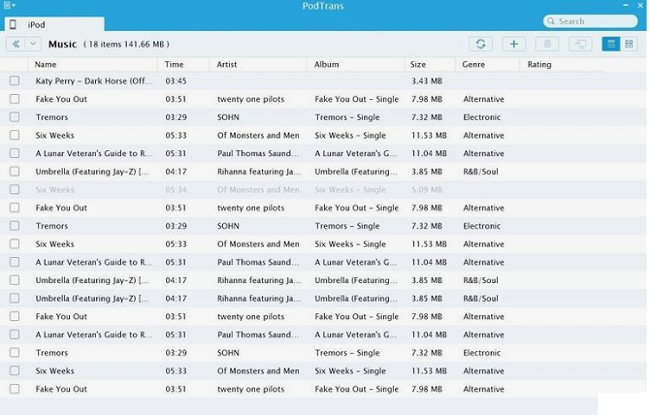 PodTrans
iPod
Search
Music ( 18 items 141.66 MB )
Name Time Artist Album Size Genre Rating
Katy Perry - Dark Horse (Off... 03:45 3.43 MB
Fake You Out 03:51 twenty one pilots Fake You Out - Single 7.98 MB Alternative
Tremors 03:29 SOHN Tremors - Single 7.32 MB Electronic
Six Weeks 05:33 Of Monsters and Men Six Weeks - Single 11.53 MB Alternative
A Lunar Veteran's Guide to R... 05:31 Paul Thomas Saund... A Lunar Veteran's G... 11.04 MB Alternative
Umbrella (Featuring Jay-Z) [... 04:17 Rihanna featuring Ja... Umbrella (Featuring... 3.85 MB R&B/Soul
Six Weeks 05:34 Of Monsters and Men Six Weeks - Single 5.09 MB
Fake You Out 03:51 twenty one pilots Fake You Out - Single 7.98 MB Alternative
Tremors 03:29 SOHN Tremors - Single 7.32 MB Electronic
Six Weeks 05:33 Of Monsters and Men Six Weeks - Single 11.53 MB Alternative
A Lunar Veteran's Guide to R... 05:31 Paul Thomas Saund... A Lunar Veteran's G... 11.04 MB Alternative
Umbrella (Featuring Jay-Z) [... 04:17 Rihanna featuring Ja... Umbrella (Featuring... 3.85 MB R&B/Soul
Umbrella (Featuring Jay-Z) [... 04:17 Rihanna featuring Ja... Umbrella (Featuring... 3.85 MB R&B/Soul
Fake You Out 03:51 twenty one pilots Fake You Out - Single 7.98 MB Alternative
A Lunar Veteran's Guide to R... 05:31 Paul Thomas Saund... A Lunar Veteran's G... 11.04 MB Alternative
Tremors 03:29 SOHN Tremors - Single 7.32 MB Electronic
Six Weeks 05:33 Of Monsters and Men Six Weeks - Single 11.53 MB Alternative
Fake You Out 03:51 twenty one pilots Fake You Out - Single 7.98 MB Alternative